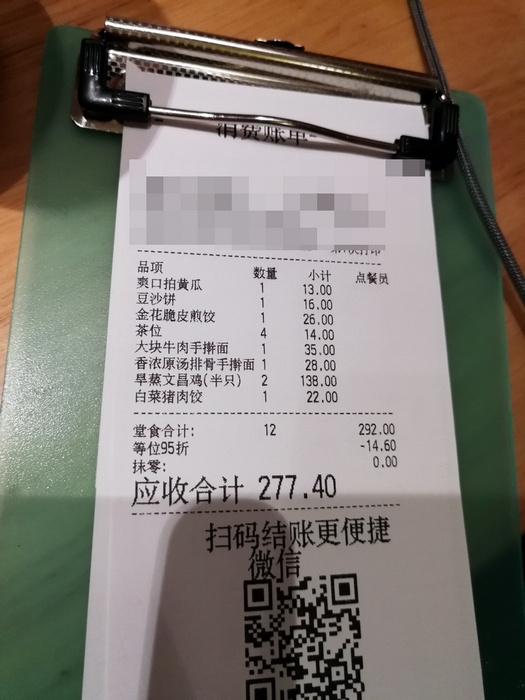 消费账单
品项 数量 小计 点餐员
爽口拍黄瓜 1 13.00
豆沙饼 1 16.00
金花脆皮煎饺 1 26.00
茶位 4 14.00
大块牛肉手擀面 1 35.00
香浓原汤排骨手擀面 1 28.00
旱蒸文昌鸡(半只) 2 138.00
白菜猪肉饺 1 22.00
堂食合计: 12 292.00
等位95折 -14.60
抹零: 0.00
应收合计 277.40
扫码结账更便捷
微信